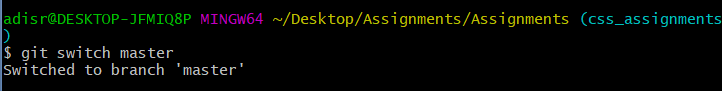 adisr@DESKTOP-JFMIQ8P MINGW64 ~/Desktop/Assignments/Assignments (css_assignments
)
$ git switch master
Switched to branch 'master'